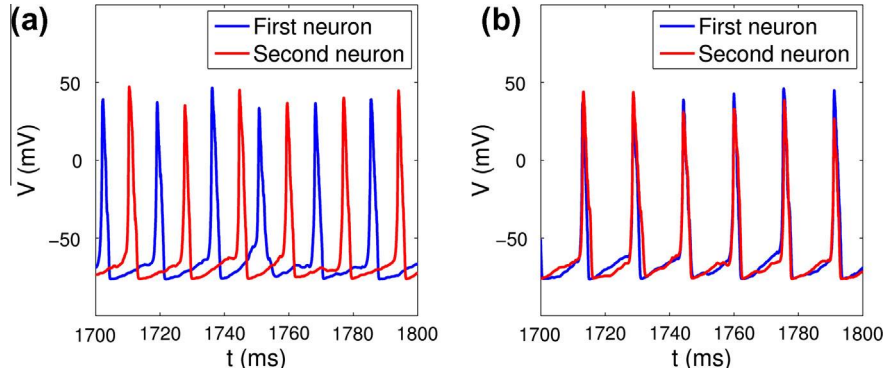 (a)
First neuron
Second neuron
50
0
−50
V (mV)
1700 1720 1740 1760 1780 1800
t (ms)
(b)
First neuron
Second neuron
50
0
−50
V (mV)
1700 1720 1740 1760 1780 1800
t (ms)